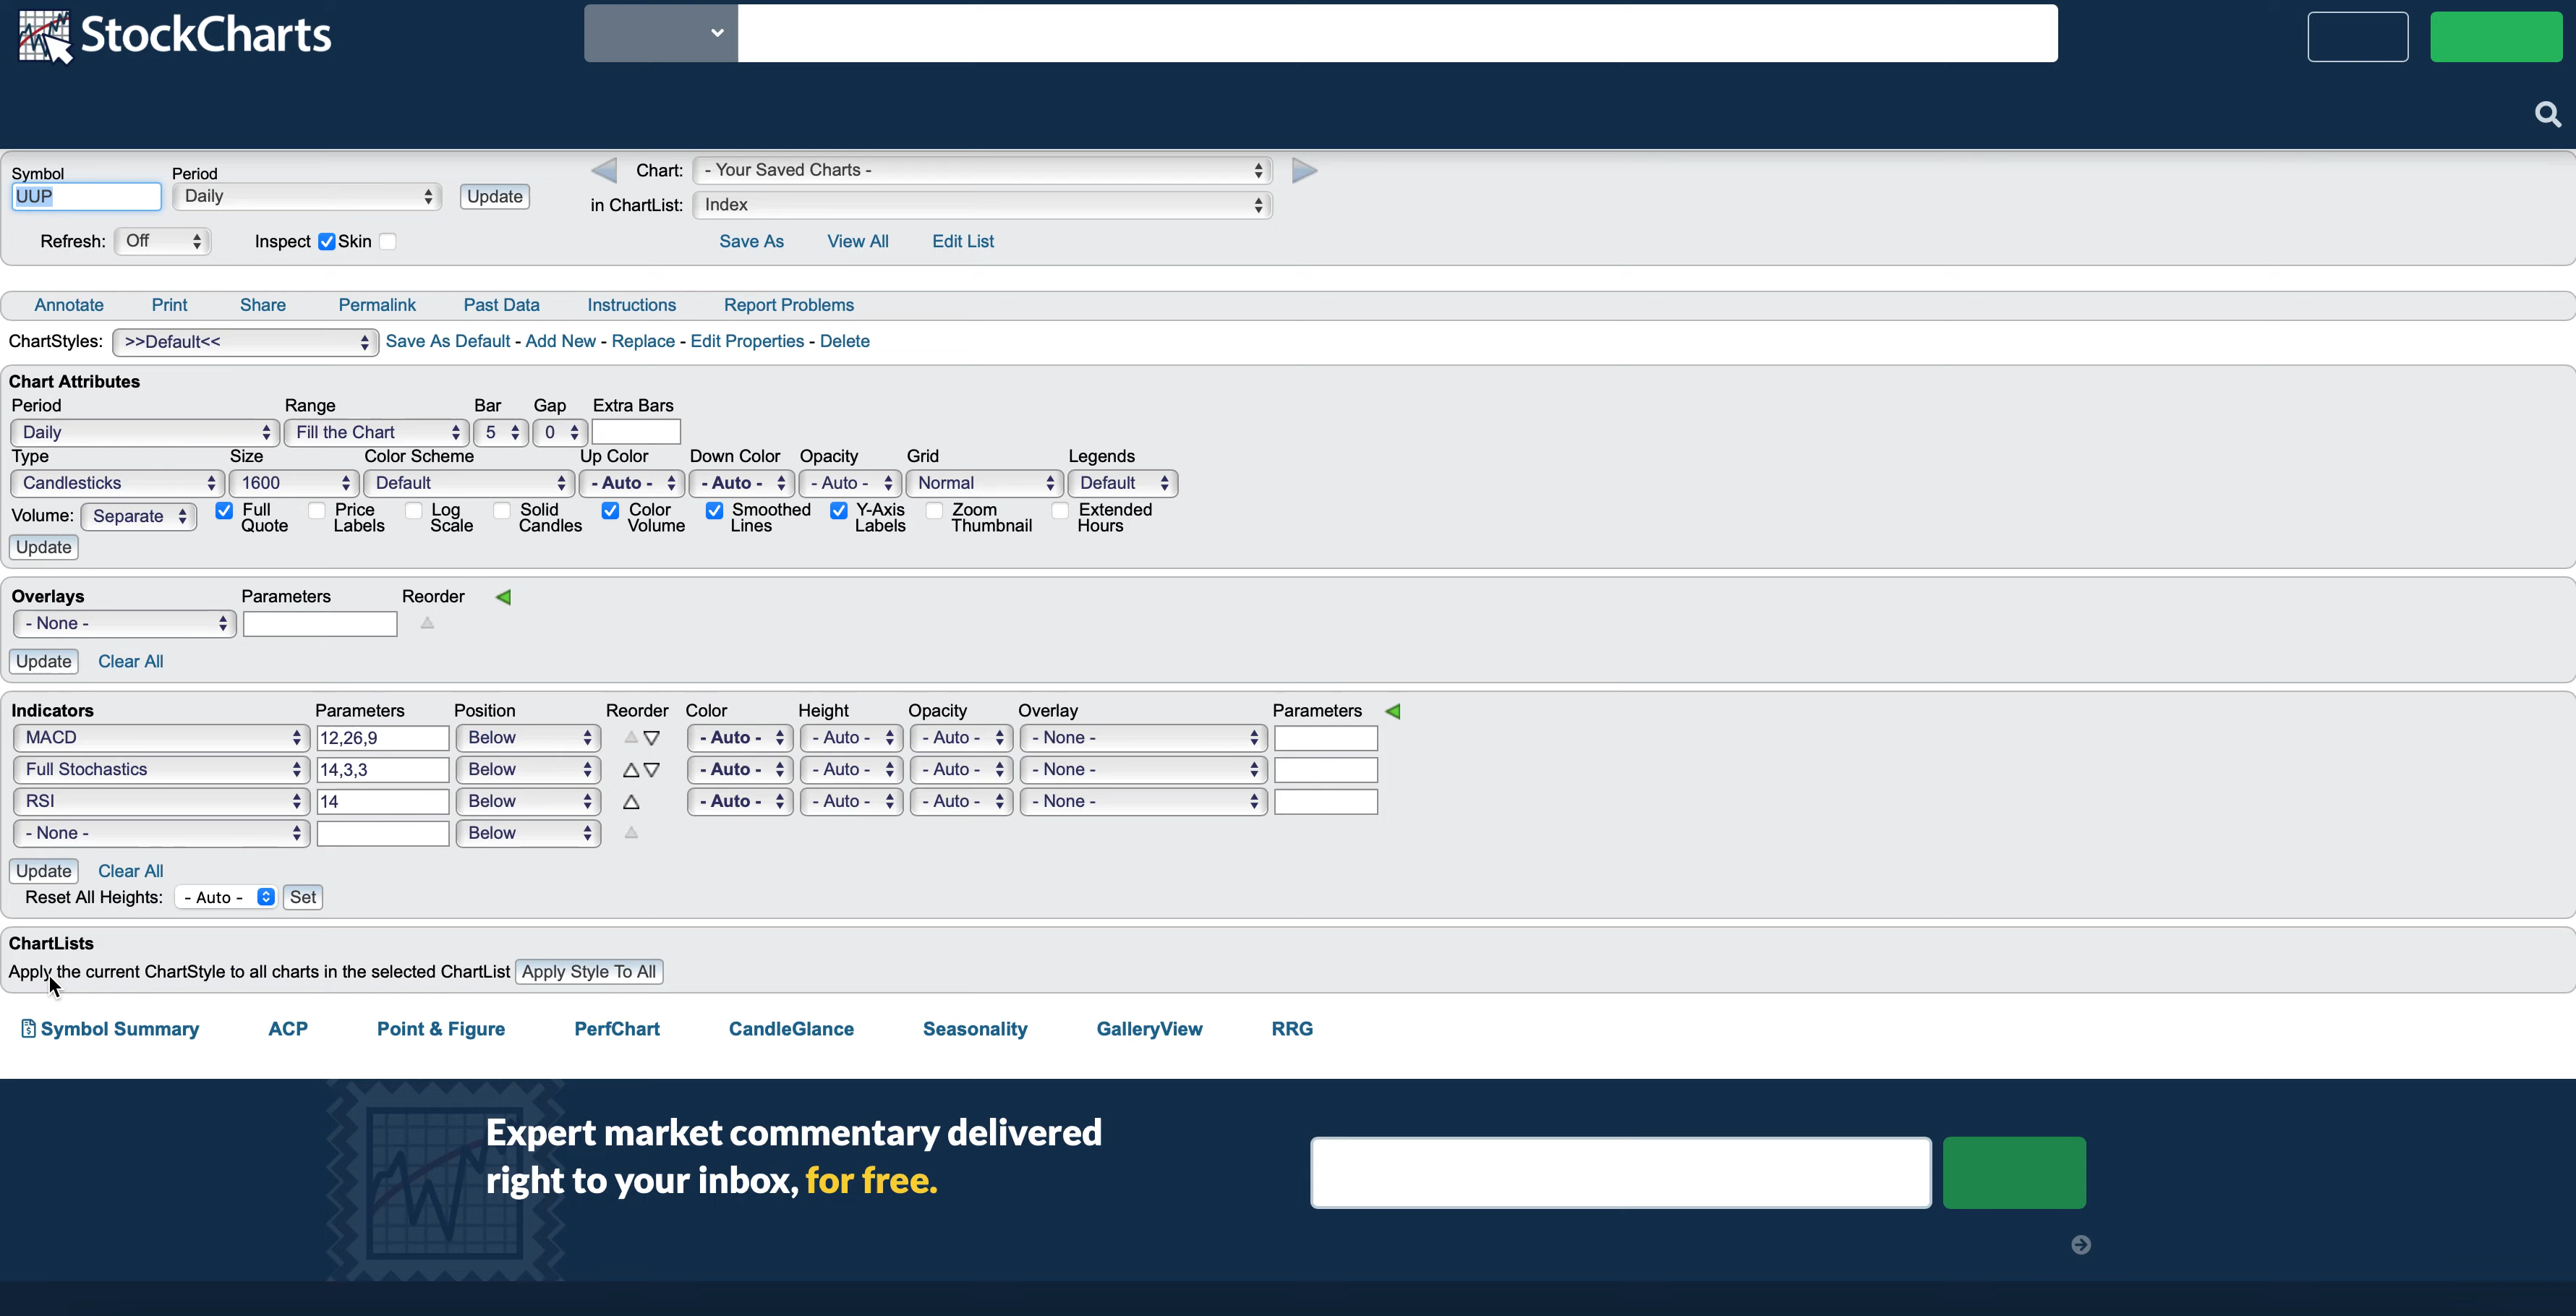 StockCharts
Symbol Period
UUP Daily Update
Chart: - Your Saved Charts -
in ChartList: Index
Refresh: Off Inspect Skin
Save As View All Edit List
Annotate Print Share Permalink Past Data Instructions Report Problems
ChartStyles: >>Default<< Save As Default - Add New - Replace - Edit Properties - Delete
Chart Attributes
Period Range Bar Gap Extra Bars
Daily Fill the Chart 5 0
Type Size Color Scheme Up Color Down Color Opacity Grid Legends
Candlesticks 1600 Default - Auto - - Auto - - Auto - Normal Default
Volume: Separate Full Quote Price Labels Log Scale Solid Candles Color Volume Smoothed Lines Y-Axis Labels Zoom Thumbnail Extended Hours
Update
Overlays Parameters Reorder
- None -
Update Clear All
Indicators Parameters Position Reorder Color Height Opacity Overlay Parameters
MACD 12,26,9 Below - Auto - - Auto - - Auto - - None -
Full Stochastics 14,3,3 Below - Auto - - Auto - - Auto - - None -
RSI 14 Below - Auto - - Auto - - Auto - - None -
- None - Below
Update Clear All
Reset All Heights: - Auto - Set
ChartLists
Apply the current ChartStyle to all charts in the selected ChartList Apply Style To All
Symbol Summary ACP Point & Figure PerfChart CandleGlance Seasonality GalleryView RRG
Expert market commentary delivered
right to your inbox, for free.